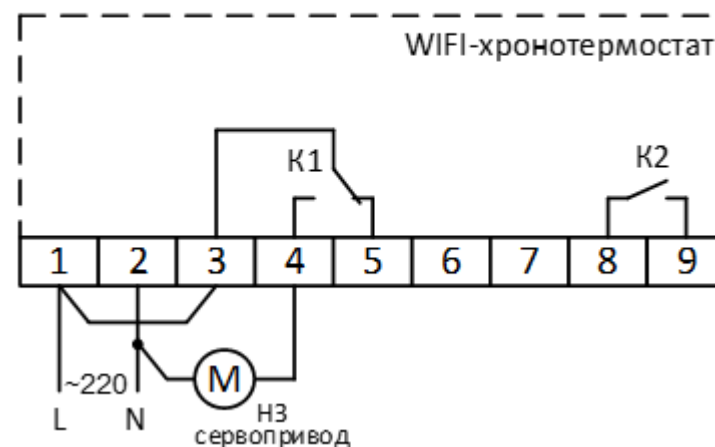 WIFI-хронотермостат
К1
К2
1 2 3 4 5 6 7 8 9
~220
M
L N
НЗ
сервопривод